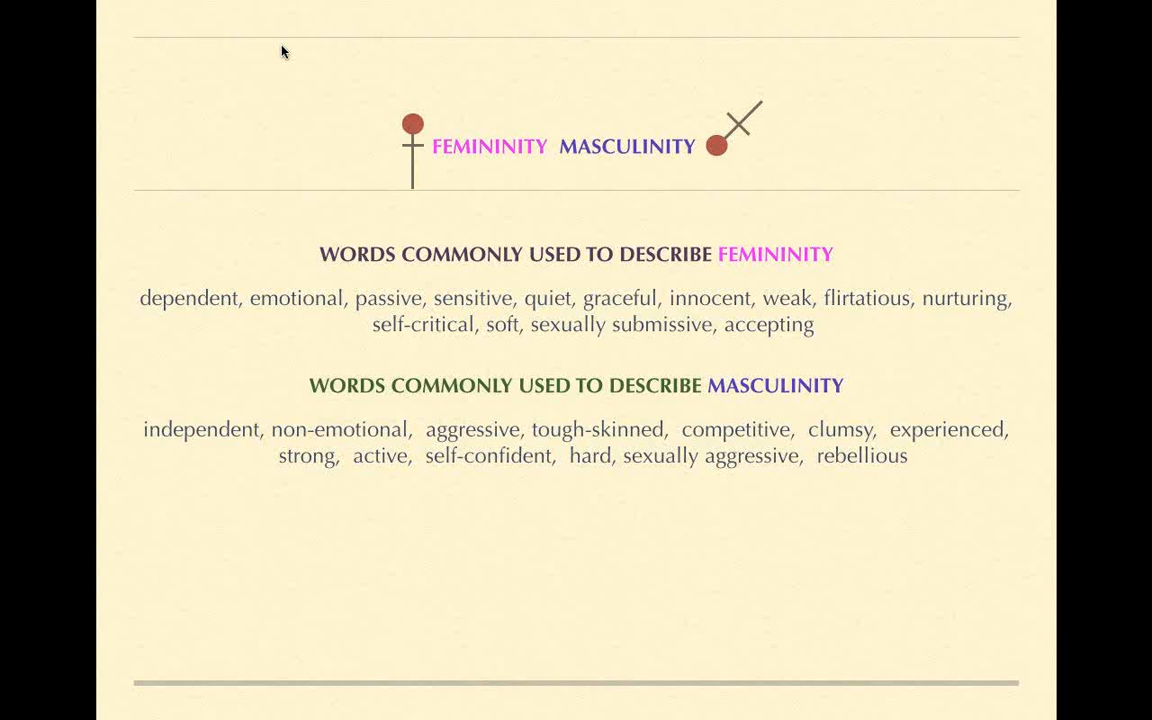 FEMININITY MASCULINITY
WORDS COMMONLY USED TO DESCRIBE FEMININITY
dependent, emotional, passive, sensitive, quiet, graceful, innocent, weak, flirtatious, nurturing,
self-critical, soft, sexually submissive, accepting
WORDS COMMONLY USED TO DESCRIBE MASCULINITY
independent, non-emotional, aggressive, tough-skinned, competitive, clumsy, experienced,
strong, active, self-confident, hard, sexually aggressive, rebellious